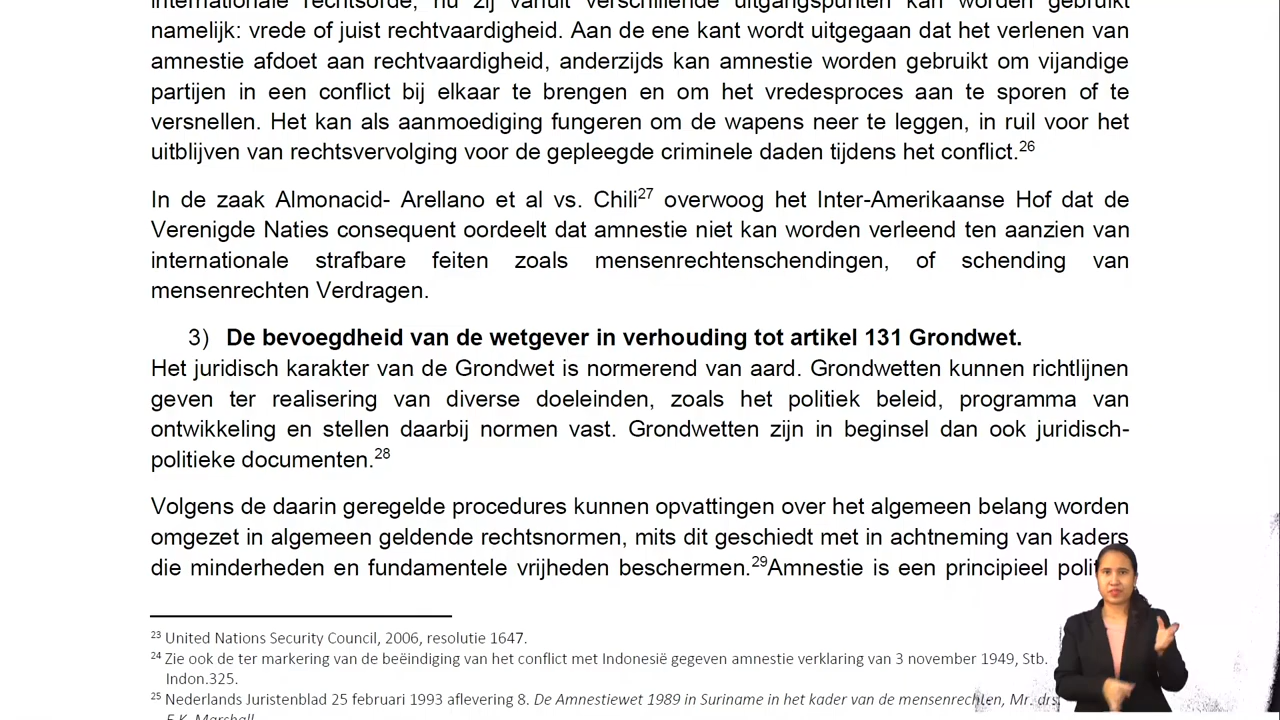 internationale rechtsorde, nu zij vanuit verschillende uitgangspunten kan worden gebruikt
namelijk: vrede of juist rechtvaardigheid. Aan de ene kant wordt uitgegaan dat het verlenen van
amnestie afdoet aan rechtvaardigheid, anderzijds kan amnestie worden gebruikt om vijandige
partijen in een conflict bij elkaar te brengen en om het vredesproces aan te sporen of te
versnellen. Het kan als aanmoediging fungeren om de wapens neer te leggen, in ruil voor het
uitblijven van rechtsvervolging voor de gepleegde criminele daden tijdens het conflict.26
In de zaak Almonacid- Arellano et al vs. Chili27 overwoog het Inter-Amerikaanse Hof dat de
Verenigde Naties consequent oordeelt dat amnestie niet kan worden verleend ten aanzien van
internationale strafbare feiten zoals mensenrechtenschendingen, of schending van
mensenrechten Verdragen.
3) De bevoegdheid van de wetgever in verhouding tot artikel 131 Grondwet.
Het juridisch karakter van de Grondwet is normerend van aard. Grondwetten kunnen richtlijnen
geven ter realisering van diverse doeleinden, zoals het politiek beleid, programma van
ontwikkeling en stellen daarbij normen vast. Grondwetten zijn in beginsel dan ook juridisch-
politieke documenten.28
Volgens de daarin geregelde procedures kunnen opvattingen over het algemeen belang worden
omgezet in algemeen geldende rechtsnormen, mits dit geschiedt met in achtneming van kaders
die minderheden en fundamentele vrijheden beschermen.29Amnestie is een principieel
23 United Nations Security Council, 2006, resolutie 1647.
24 Zie ook de ter markering van de beëindiging van het conflict met Indonesië gegeven amnestie verklaring van 3 november 1949, Stb.
Indon.325.
25 Nederlands Juristenblad 25 februari 1993 aflevering 8. De Amnestiewet 1989 in Suriname in het kader van de mensenrechten, Mr. drs
F.K. Marshall